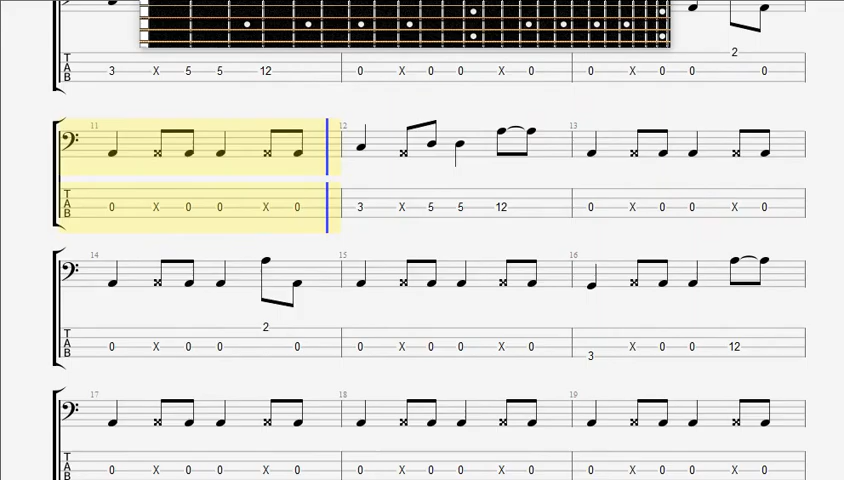 2
3 X 5 5 12 0 X 0 0 X 0 0 X 0 0 0
T
A
B
11 12 13
T
A
B
0 X 0 0 X 0 3 X 5 5 12 0 X 0 0 X 0
14 15 16
2
T
A
B
0 X 0 0 0 0 X 0 0 X 0 X 0 0 12
3
17 18 19
T
A
B
0 X 0 0 X 0 0 X 0 0 X 0 0 X 0 0 X 0